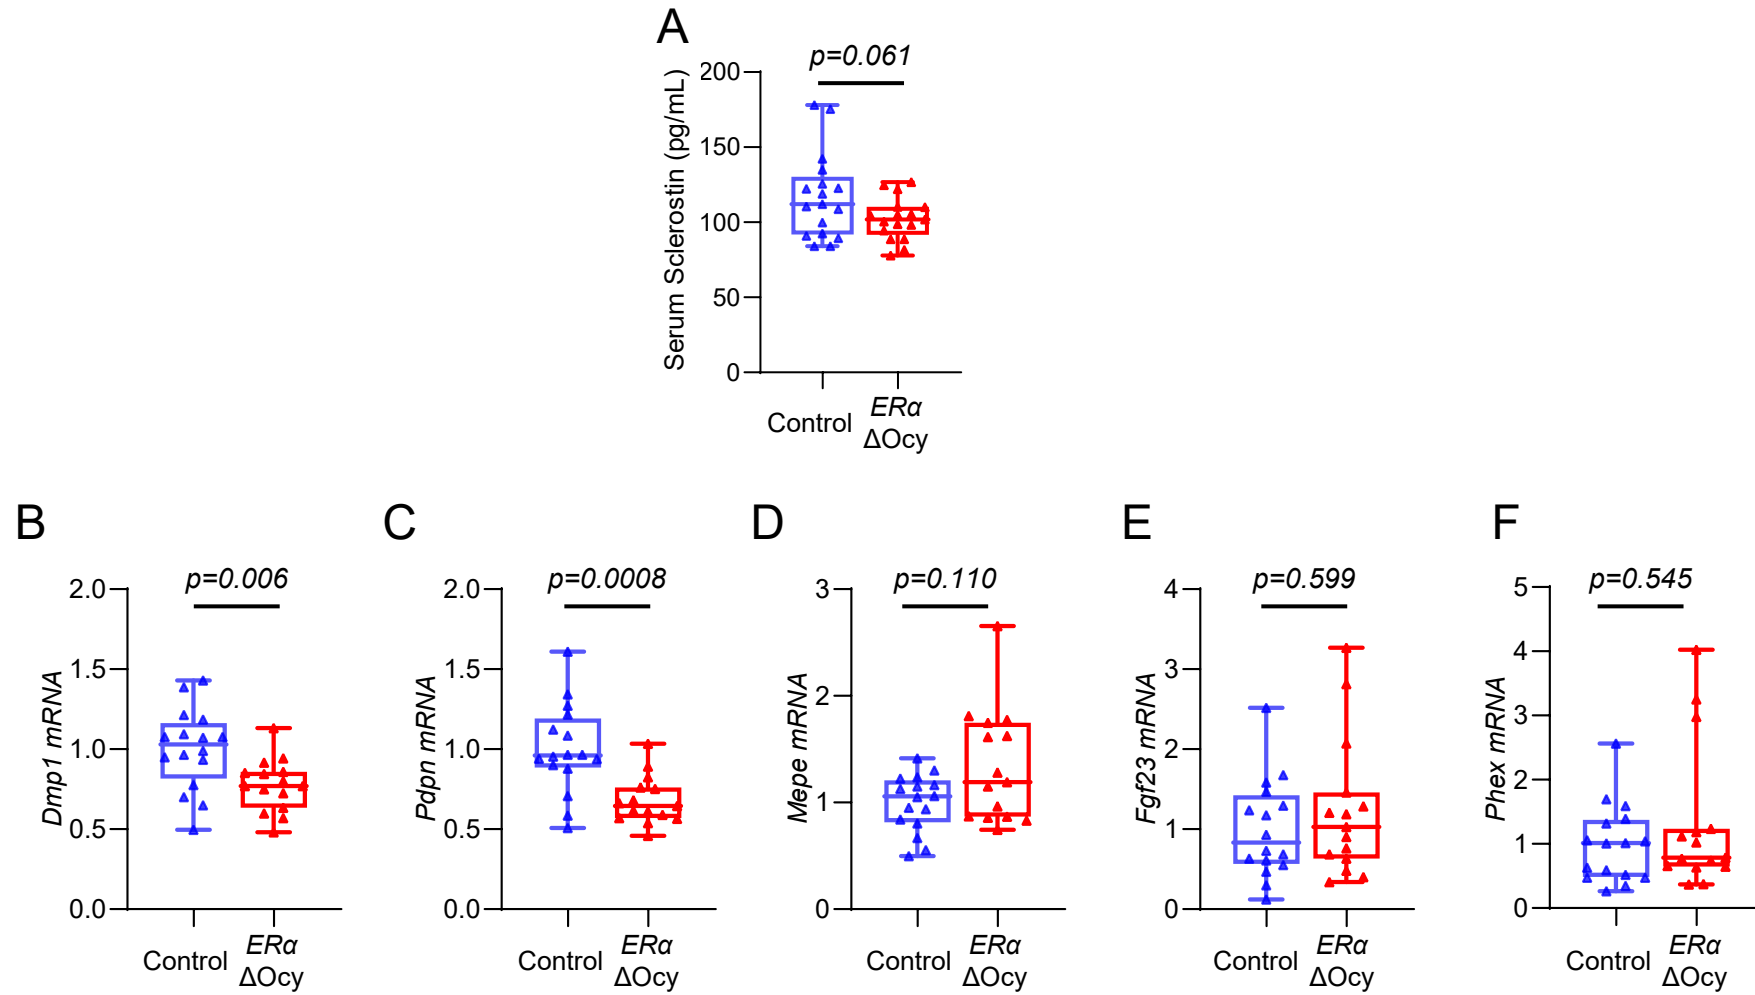 A
p=0.061
Serum Sclerostin (pg/mL)
200
150
100
50
0
Control
ERα
ΔOcy
B
p=0.006
Dmp1 mRNA
2.0
1.5
1.0
0.5
0.0
Control
ERα
ΔOcy
C
p=0.0008
Pdpn mRNA
2.0
1.5
1.0
0.5
0.0
Control
ERα
ΔOcy
D
p=0.110
Mepe mRNA
3
2
1
0
Control
ERα
ΔOcy
E
p=0.599
Fgf23 mRNA
4
3
2
1
0
Control
ERα
ΔOcy
F
p=0.545
Phex mRNA
5
4
3
2
1
0
Control
ERα
ΔOcy